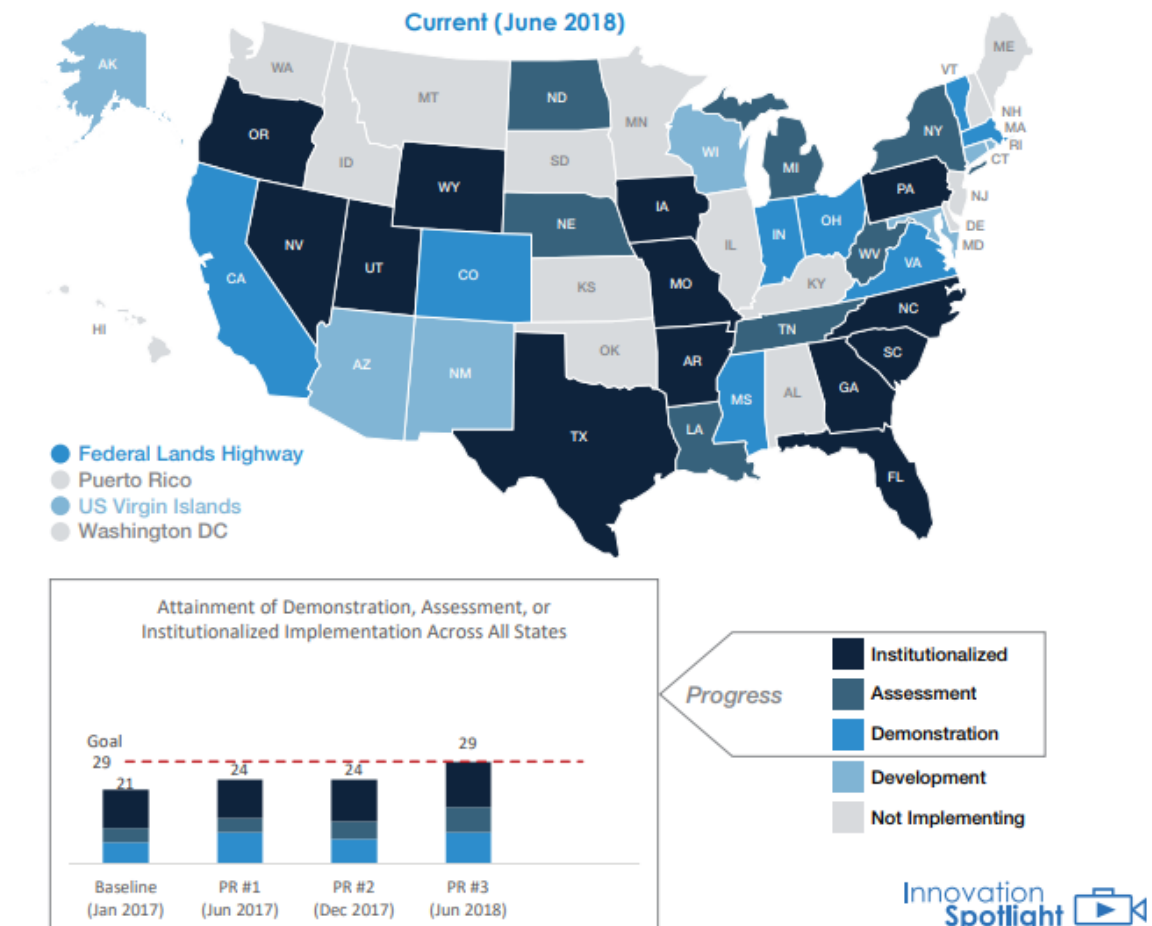 Current (June 2018)
AK
WA
MT
ND
MN
ME
VT
NH
MA
RI
CT
OR
ID
SD
WI
MI
NY
WY
IA
PA
NJ
NE
NV
UT
CO
IL
IN
OH
DE
MD
WV
VA
CA
KS
MO
KY
HI
NC
TN
AZ
NM
OK
AR
SC
MS
AL
GA
TX
LA
FL
Federal Lands Highway
Puerto Rico
US Virgin Islands
Washington DC
Attainment of Demonstration, Assessment, or
Institutionalized Implementation Across All States
Goal
29
21
24
24
29
Baseline
(Jan 2017)
PR #1
(Jun 2017)
PR #2
(Dec 2017)
PR #3
(Jun 2018)
Progress
Institutionalized
Assessment
Demonstration
Development
Not Implementing
Innovation
Spotlight